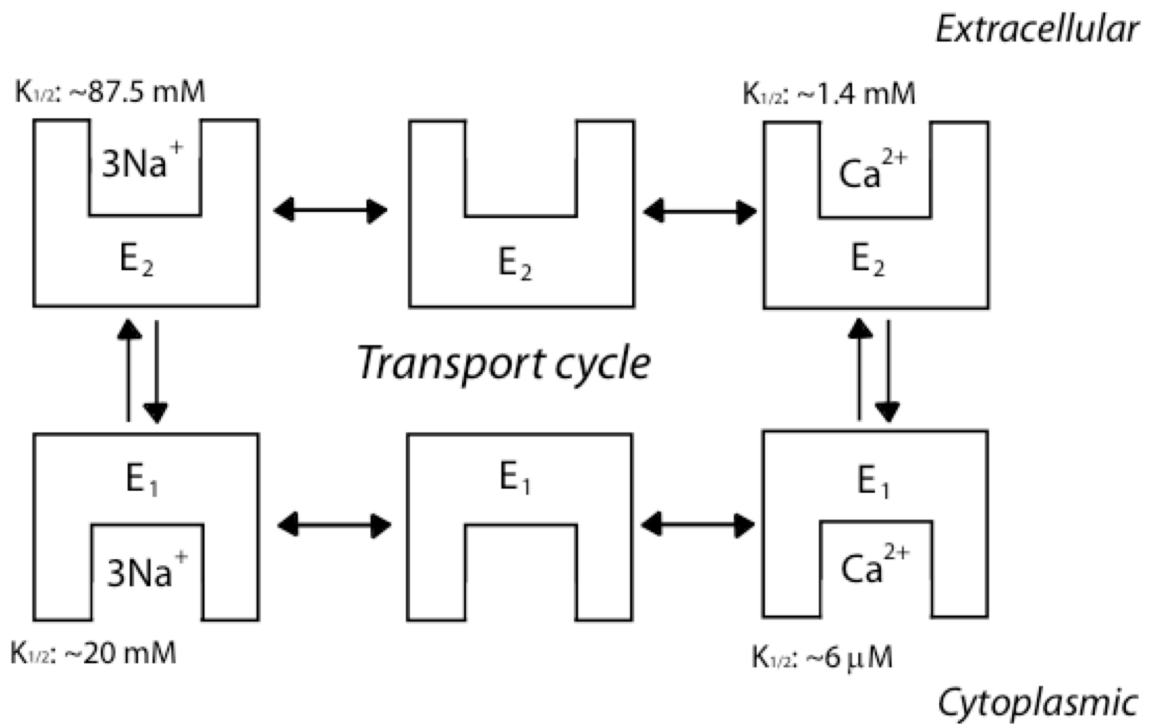 Extracellular
K1/2: ~87.5 mM
K1/2: ~1.4 mM
3Na+
Ca2+
E2
E2
E2
Transport cycle
E1
E1
E1
3Na+
Ca2+
K1/2: ~20 mM
K1/2: ~6 µM
Cytoplasmic